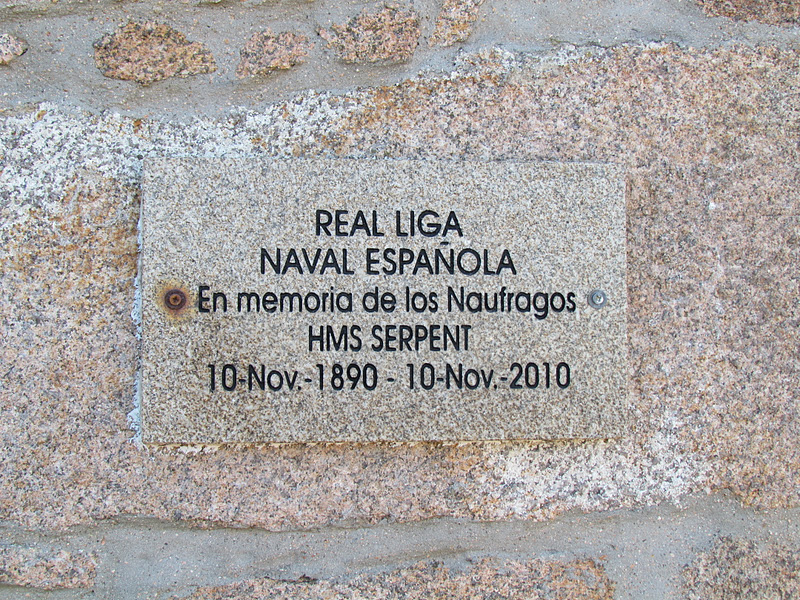 REAL LIGA
NAVAL ESPAÑOLA
En memoria de los Naufragos
HMS SERPENT
10-Nov.-1890 - 10-Nov.-2010